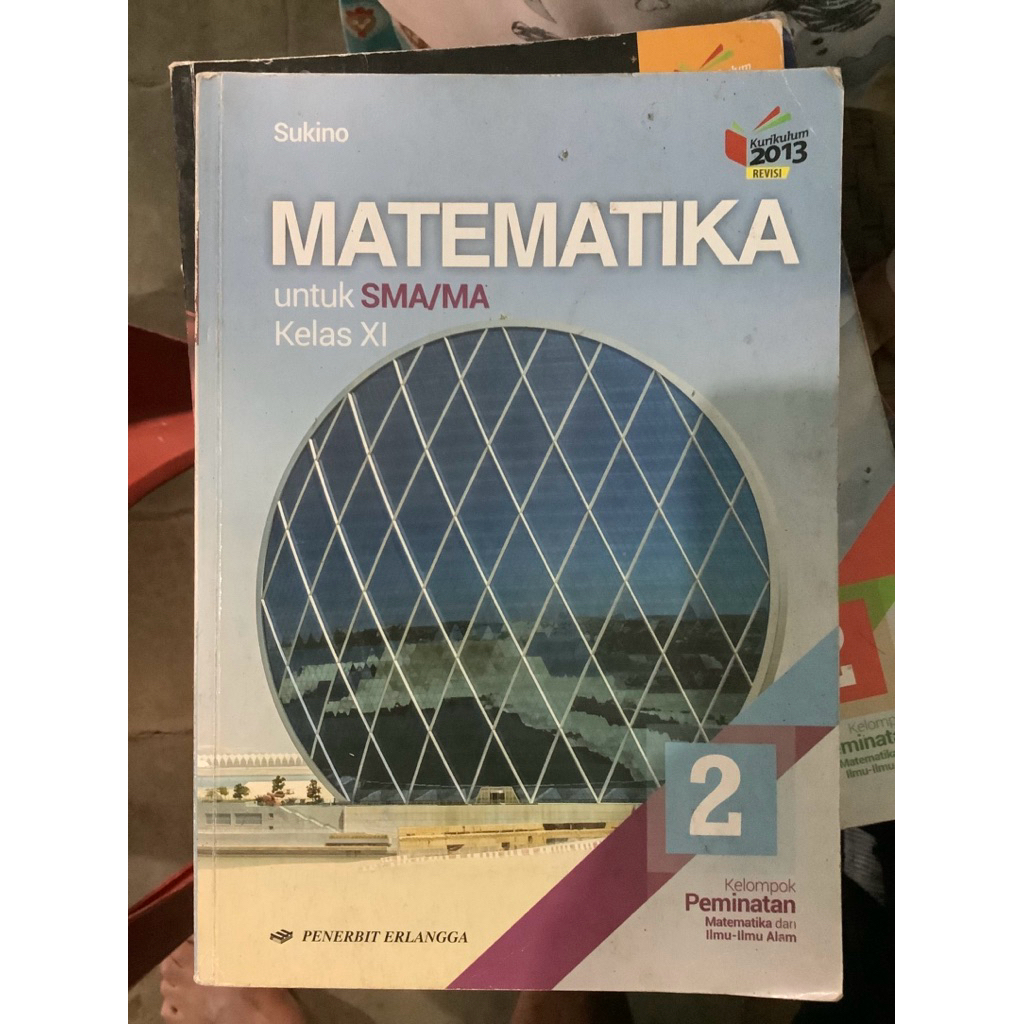 Sukino
Kurikulum
2013
REVISI
MATEMATIKA
untuk SMA/MA
Kelas XI
2
Kelompok
Peminatan
Matematika dan
Ilmu-Ilmu Alam
PENERBIT ERLANGGA